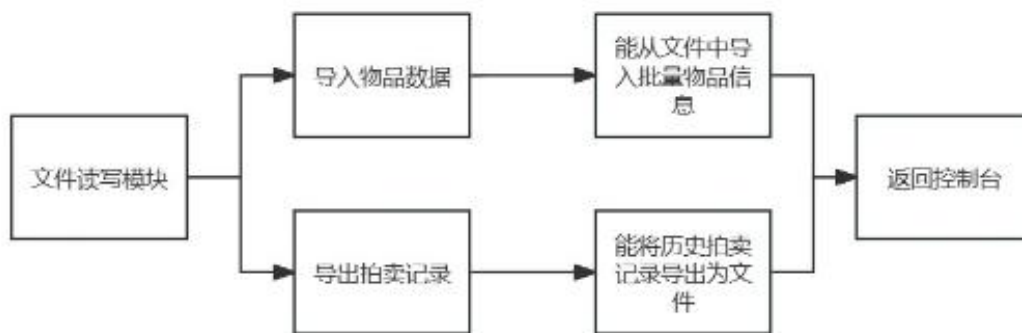 文件读写模块
导入物品数据
能从文件中导
入批量物品信
息
导出拍卖记录
能将历史拍卖
记录导出为文
件
返回控制台